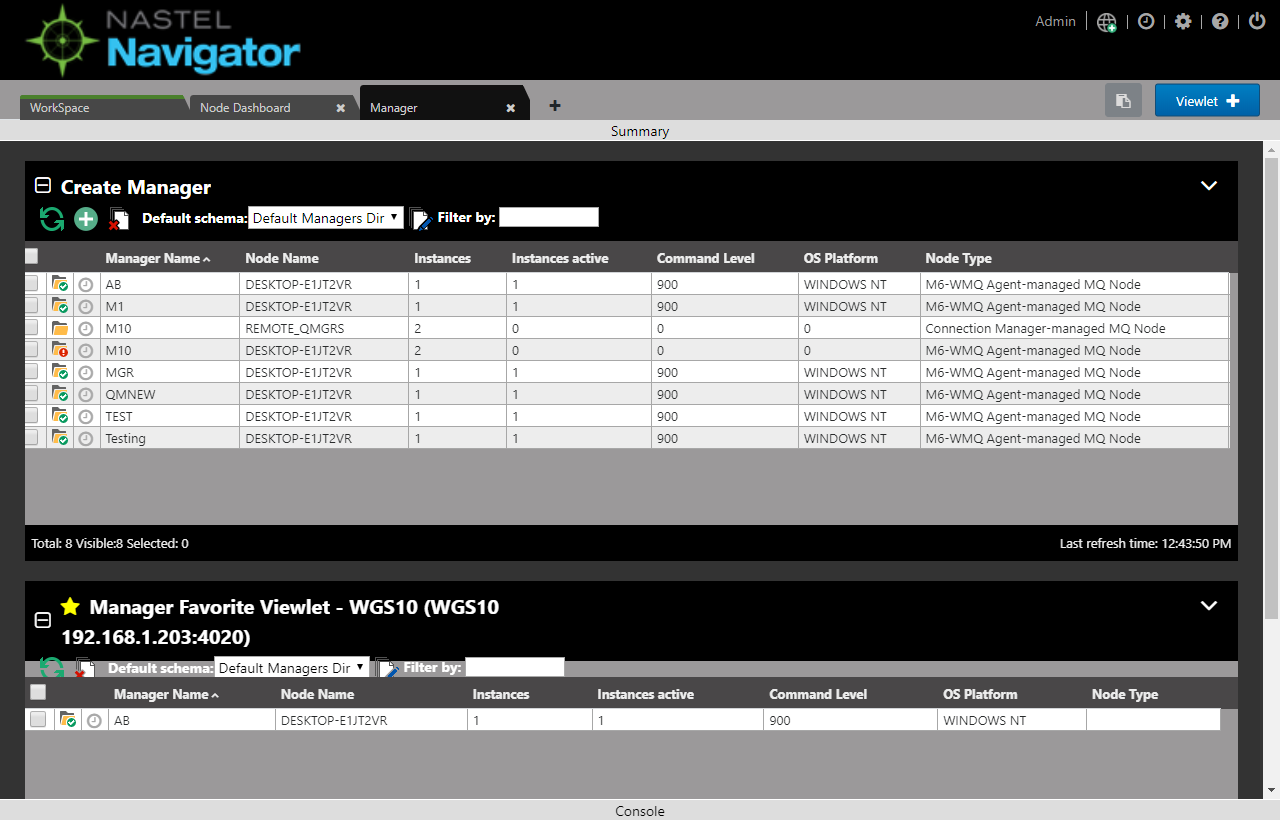 NASTEL
Navigator
Admin
WorkSpace Node Dashboard Manager Viewlet
Summary
Create Manager
Default schema: Default Managers Dir Filter by:
Manager Name Node Name Instances Instances active Command Level OS Platform Node Type
AB DESKTOP-E1JT2VR 1 1 900 WINDOWS NT M6-WMQ Agent-managed MQ Node
M1 DESKTOP-E1JT2VR 1 1 900 WINDOWS NT M6-WMQ Agent-managed MQ Node
M10 REMOTE_QMGRS 2 0 0 0 Connection Manager-managed MQ Node
M10 DESKTOP-E1JT2VR 2 0 0 0 M6-WMQ Agent-managed MQ Node
MGR DESKTOP-E1JT2VR 1 1 900 WINDOWS NT M6-WMQ Agent-managed MQ Node
QMNEW DESKTOP-E1JT2VR 1 1 900 WINDOWS NT M6-WMQ Agent-managed MQ Node
TEST DESKTOP-E1JT2VR 1 1 900 WINDOWS NT M6-WMQ Agent-managed MQ Node
Testing DESKTOP-E1JT2VR 1 1 900 WINDOWS NT M6-WMQ Agent-managed MQ Node
Total: 8 Visible:8 Selected: 0 Last refresh time: 12:43:50 PM
Manager Favorite Viewlet - WGS10 (WGS10
192.168.1.203:4020)
Default schema: Default Managers Dir Filter by:
Manager Name Node Name Instances Instances active Command Level OS Platform Node Type
AB DESKTOP-E1JT2VR 1 1 900 WINDOWS NT
Console